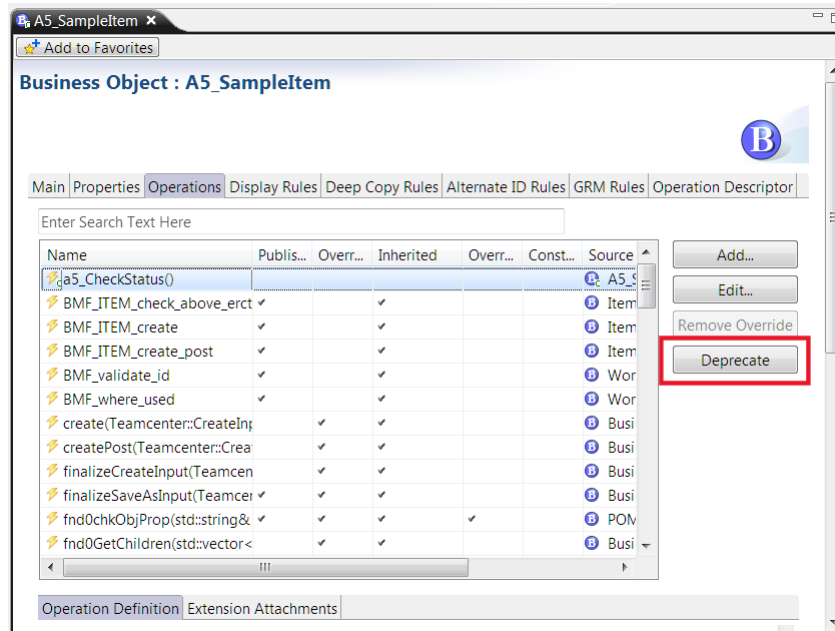 A5_SampleItem
Add to Favorites
Business Object : A5_SampleItem
B
Main Properties Operations Display Rules Deep Copy Rules Alternate ID Rules GRM Rules Operation Descriptor
Enter Search Text Here
Name Publis... Overr... Inherited Overr... Const... Source
a5_CheckStatus() A5_S
BMF_ITEM_check_above_erct Item
BMF_ITEM_create Item
BMF_ITEM_create_post Item
BMF_validate_id Wor
BMF_where_used Wor
create(Teamcenter::CreateInp Busi
createPost(Teamcenter::Crea Busi
finalizeCreateInput(Teamcen Busi
finalizeSaveAsInput(Teamcer Busi
fnd0chkObjProp(std::string& POM
fnd0GetChildren(std::vector< Busi
Add...
Edit...
Remove Override
Deprecate
Operation Definition Extension Attachments